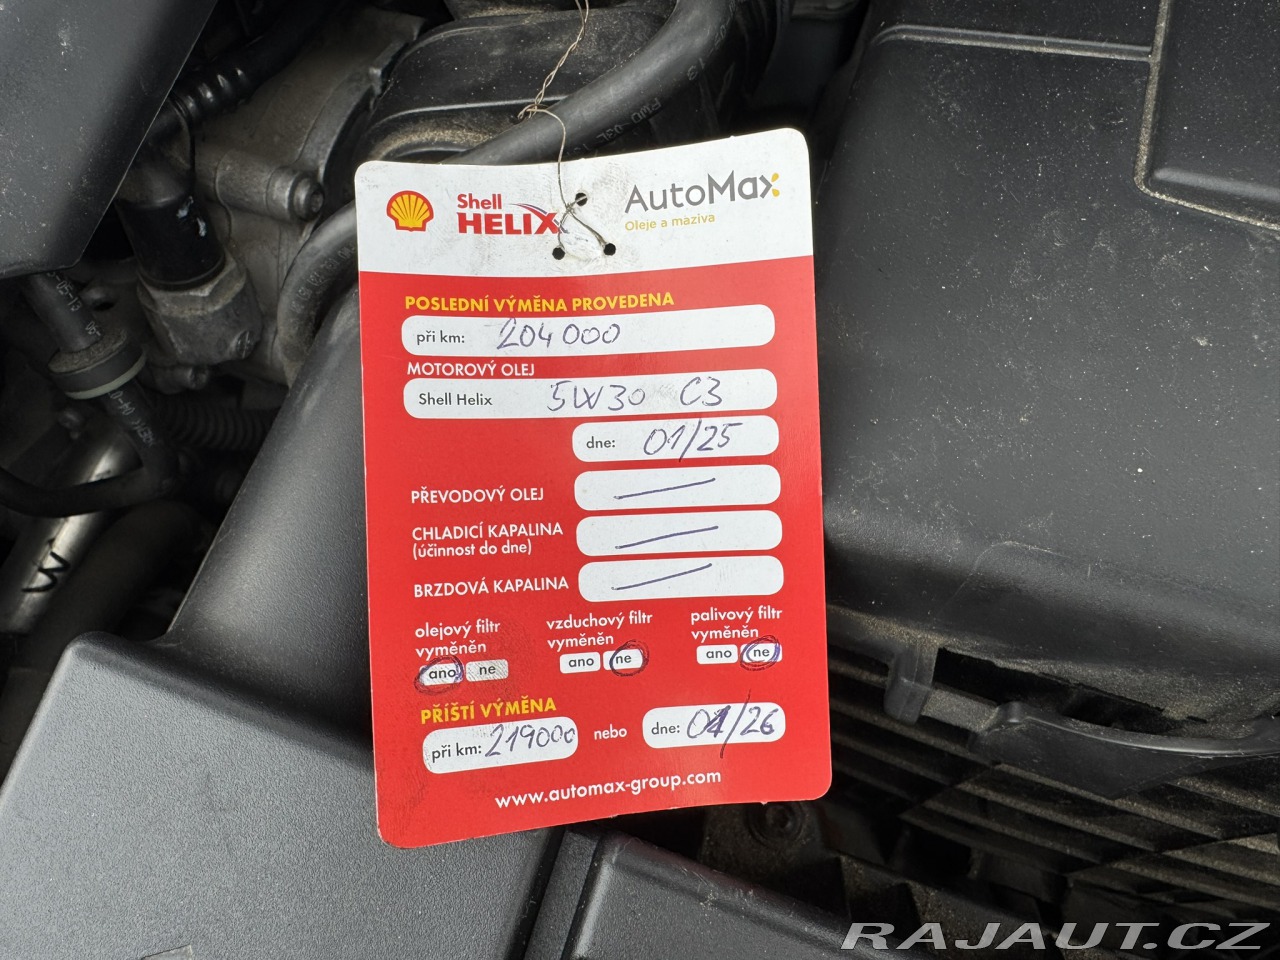 Shell
HELIX
AutoMax
Oleje a maziva
POSLEDNÍ VÝMĚNA PROVEDENA
při km: 204000
MOTOROVÝ OLEJ
Shell Helix 5W30 C3
dne: 01/25
PŘEVODOVÝ OLEJ
CHLADICÍ KAPALINA
(účinnost do dne)
BRZDOVÁ KAPALINA
olejový filtr
vyměněn
ano ne
vzduchový filtr
vyměněn
ano ne
palivový filtr
vyměněn
ano ne
PŘÍŠTÍ VÝMĚNA
při km: 219000 nebo dne: 01/26
www.automax-group.com
W
RAJAUT.CZ